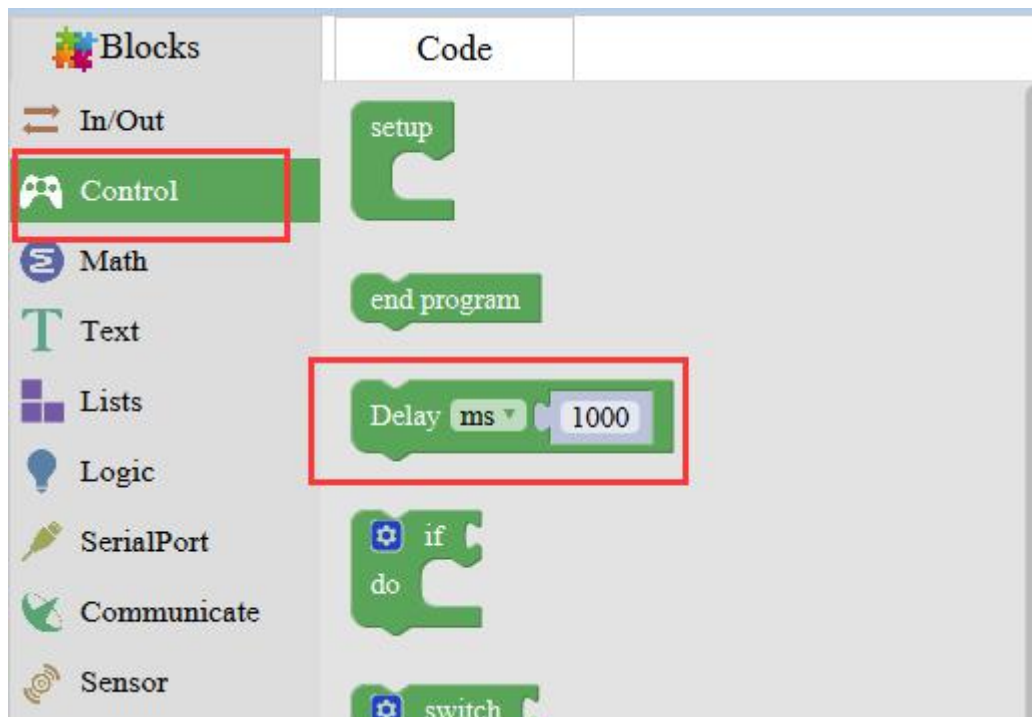 Blocks
Code
In/Out
Control
Math
Text
Lists
Logic
SerialPort
Communicate
Sensor
setup
end program
Delay ms 1000
if
do
switch